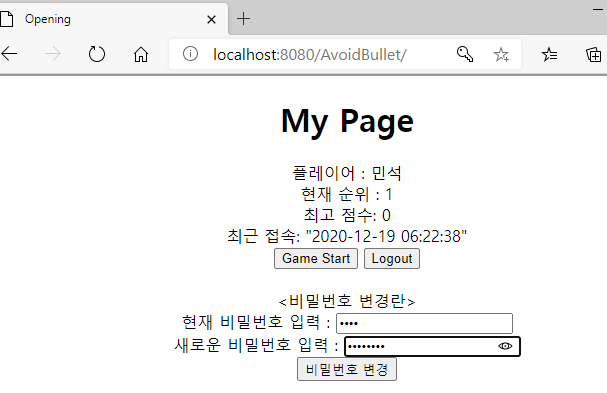 Opening
localhost:8080/AvoidBullet/
My Page
플레이어 : 민석
현재 순위 : 1
최고 점수: 0
최근 접속: "2020-12-19 06:22:38"
Game Start Logout
<비밀번호 변경란>
현재 비밀번호 입력 : ••••
새로운 비밀번호 입력 : ••••••••
비밀번호 변경